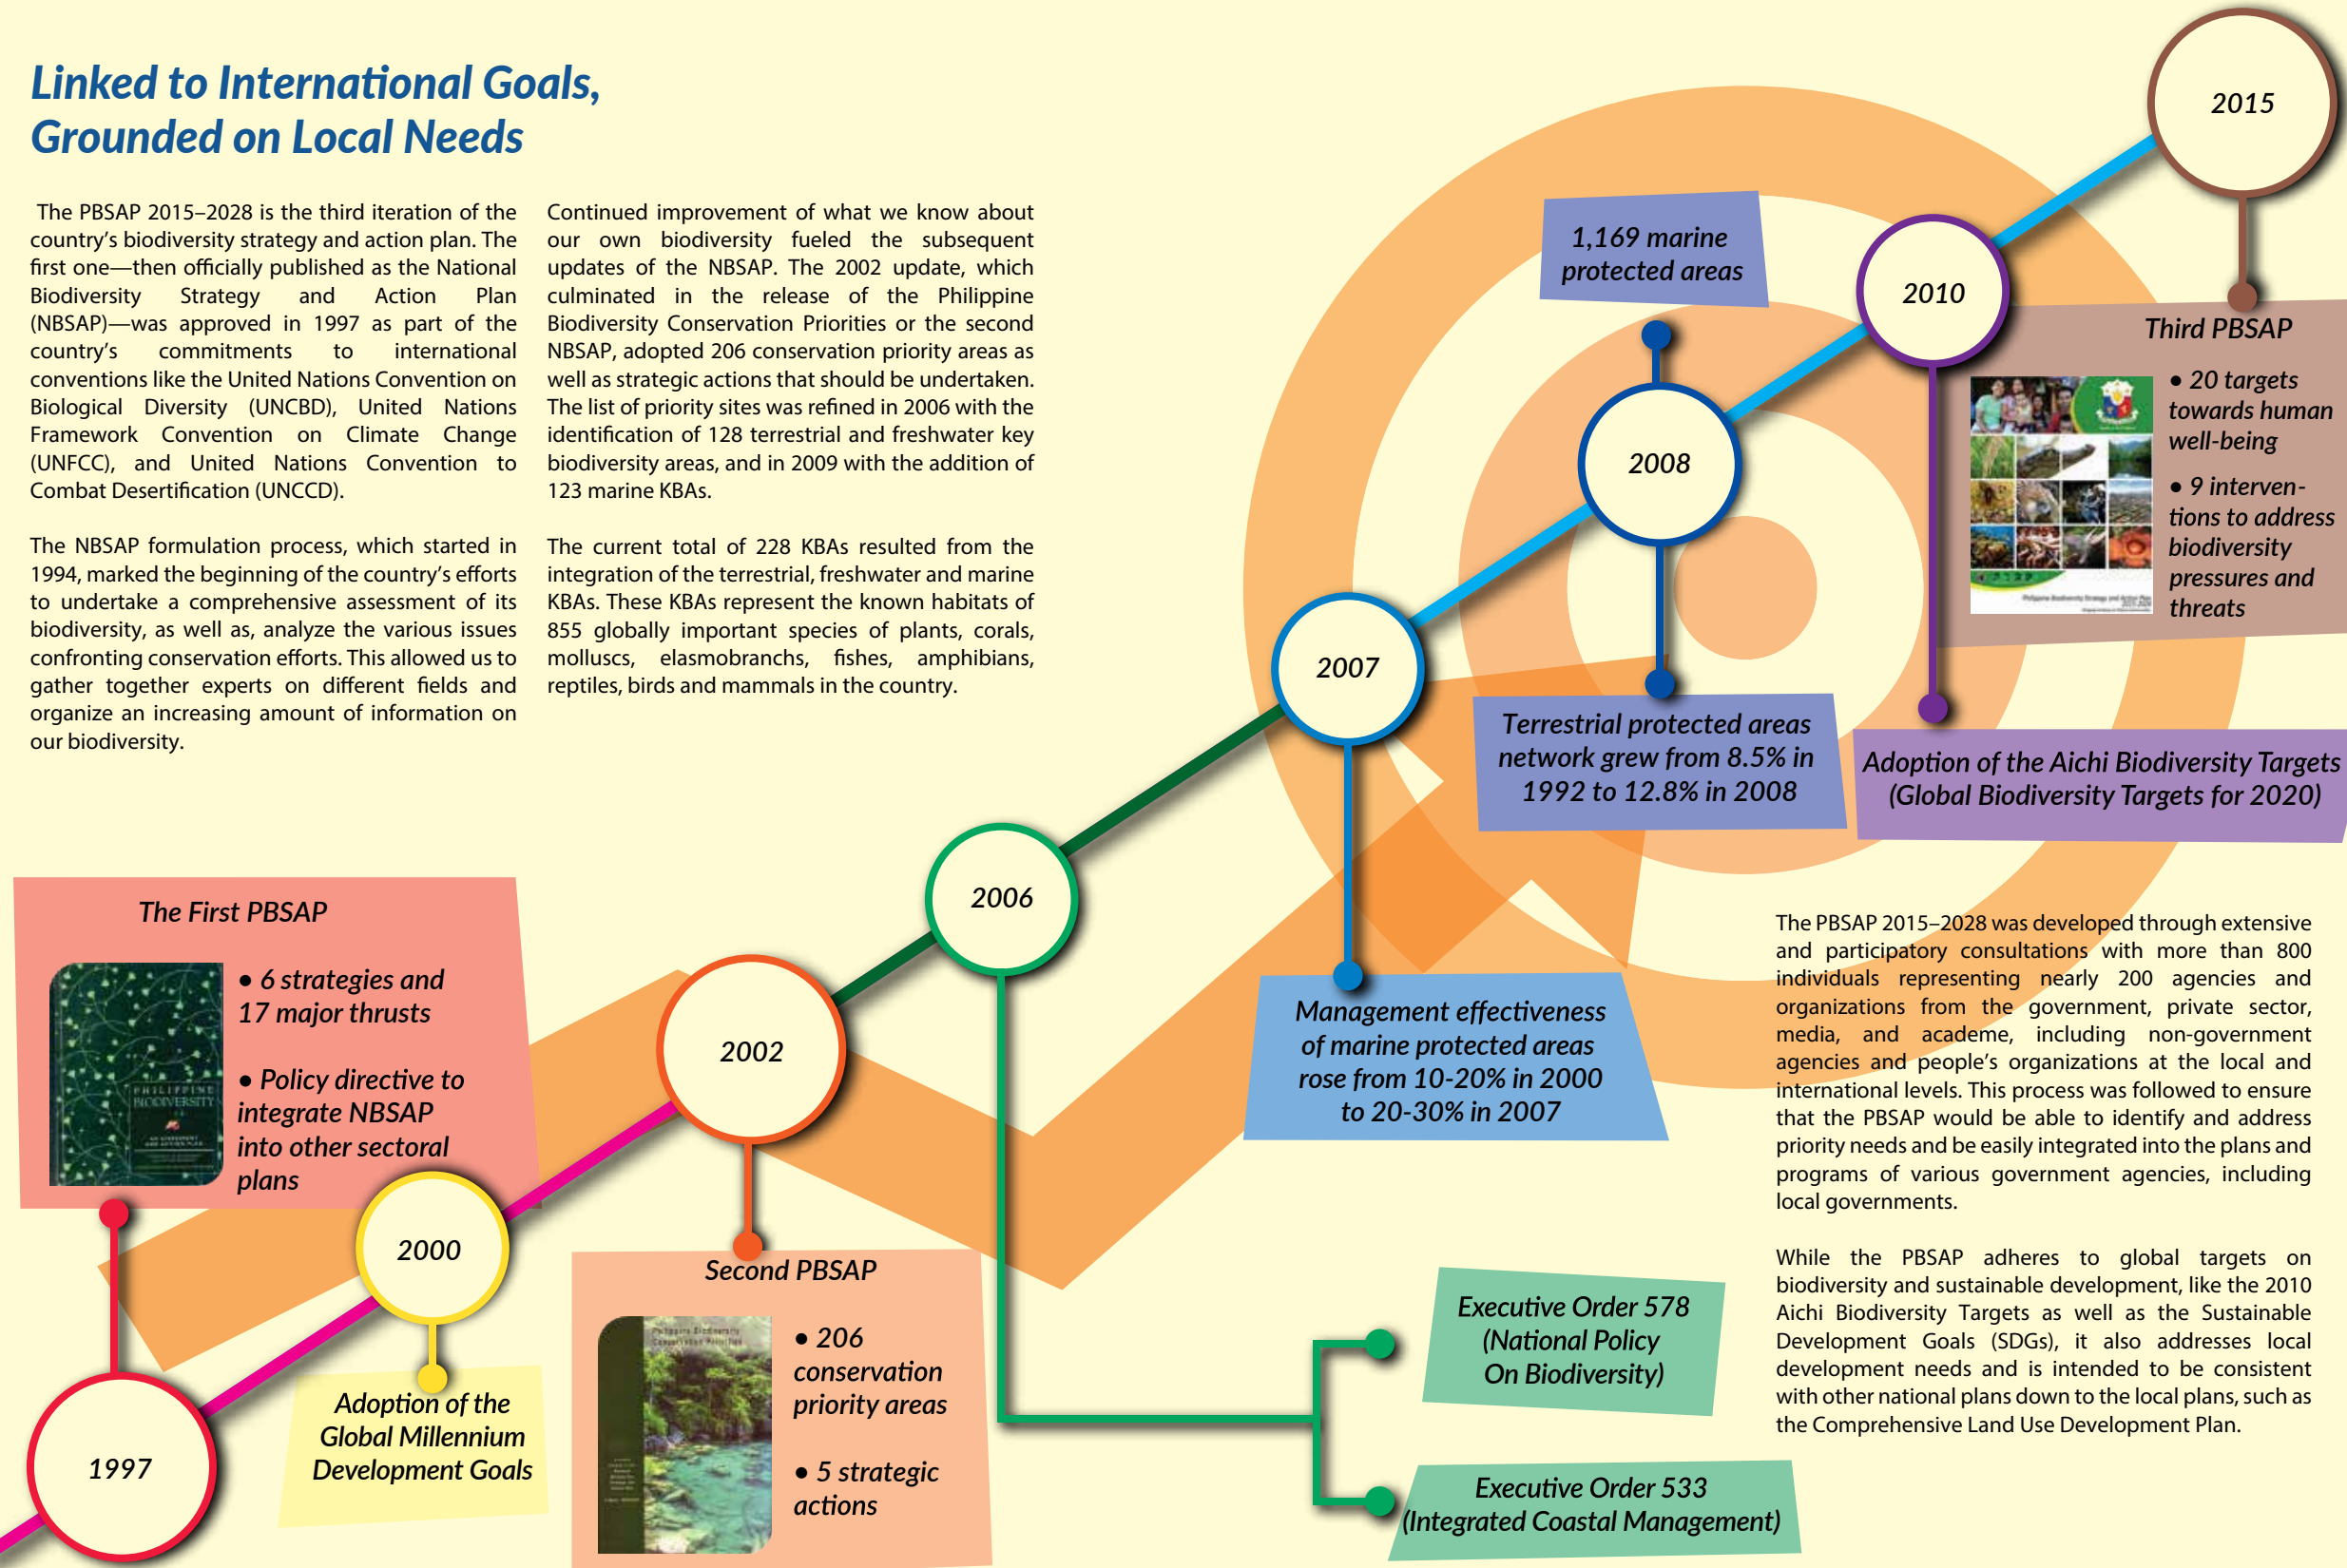 Linked to International Goals,
Grounded on Local Needs
The PBSAP 2015–2028 is the third iteration of the
country's biodiversity strategy and action plan. The
first one—then officially published as the National
Biodiversity Strategy and Action Plan
(NBSAP)—was approved in 1997 as part of the
country's commitments to international
conventions like the United Nations Convention on
Biological Diversity (UNCBD), United Nations
Framework Convention on Climate Change
(UNFCC), and United Nations Convention to
Combat Desertification (UNCCD).
The NBSAP formulation process, which started in
1994, marked the beginning of the country's efforts
to undertake a comprehensive assessment of its
biodiversity, as well as, analyze the various issues
confronting conservation efforts. This allowed us to
gather together experts on different fields and
organize an increasing amount of information on
our biodiversity.
Continued improvement of what we know about
our own biodiversity fueled the subsequent
updates of the NBSAP. The 2002 update, which
culminated in the release of the Philippine
Biodiversity Conservation Priorities or the second
NBSAP, adopted 206 conservation priority areas as
well as strategic actions that should be undertaken.
The list of priority sites was refined in 2006 with the
identification of 128 terrestrial and freshwater key
biodiversity areas, and in 2009 with the addition of
123 marine KBAs.
The current total of 228 KBAs resulted from the
integration of the terrestrial, freshwater and marine
KBAs. These KBAs represent the known habitats of
855 globally important species of plants, corals,
molluscs, elasmobranchs, fishes, amphibians,
reptiles, birds and mammals in the country.
1997
The First PBSAP
• 6 strategies and
17 major thrusts
• Policy directive to
integrate NBSAP
into other sectoral
plans
PHILIPPINE
BIODIVERSITY
2000
Adoption of the
Global Millennium
Development Goals
2002
Second PBSAP
Philippine Biodiversity
Conservation Priorities
• 206
conservation
priority areas
• 5 strategic
actions
2006
Executive Order 578
(National Policy
On Biodiversity)
Executive Order 533
(Integrated Coastal Management)
2007
Management effectiveness
of marine protected areas
rose from 10-20% in 2000
to 20-30% in 2007
2008
1,169 marine
protected areas
Terrestrial protected areas
network grew from 8.5% in
1992 to 12.8% in 2008
2010
Adoption of the Aichi Biodiversity Targets
(Global Biodiversity Targets for 2020)
2015
Third PBSAP
• 20 targets
towards human
well-being
• 9 interven-
tions to address
biodiversity
pressures and
threats
Philippine Biodiversity Strategy and Action Plan
The PBSAP 2015–2028 was developed through extensive
and participatory consultations with more than 800
individuals representing nearly 200 agencies and
organizations from the government, private sector,
media, and academe, including non-government
agencies and people's organizations at the local and
international levels. This process was followed to ensure
that the PBSAP would be able to identify and address
priority needs and be easily integrated into the plans and
programs of various government agencies, including
local governments.
While the PBSAP adheres to global targets on
biodiversity and sustainable development, like the 2010
Aichi Biodiversity Targets as well as the Sustainable
Development Goals (SDGs), it also addresses local
development needs and is intended to be consistent
with other national plans down to the local plans, such as
the Comprehensive Land Use Development Plan.